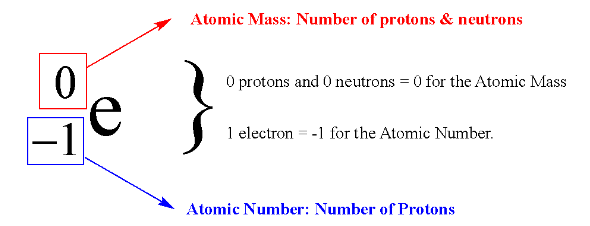 Atomic Mass: Number of protons & neutrons
0
−1
e
}
0 protons and 0 neutrons = 0 for the Atomic Mass
1 electron = -1 for the Atomic Number.
Atomic Number: Number of Protons